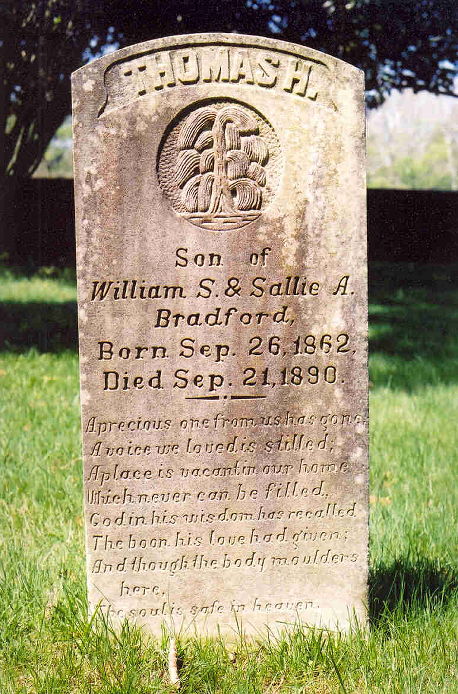 THOMAS H.
Son of
William S. & Sallie A.
Bradford,
Born Sep. 26, 1862,
Died Sep. 21, 1890.
A precious one from us has gone
A voice we loved is stilled;
A place is vacant in our home
Which never can be filled,
God in his wisdom has recalled
The boon his love had given;
And though the body moulders
here,
The soul is safe in heaven.